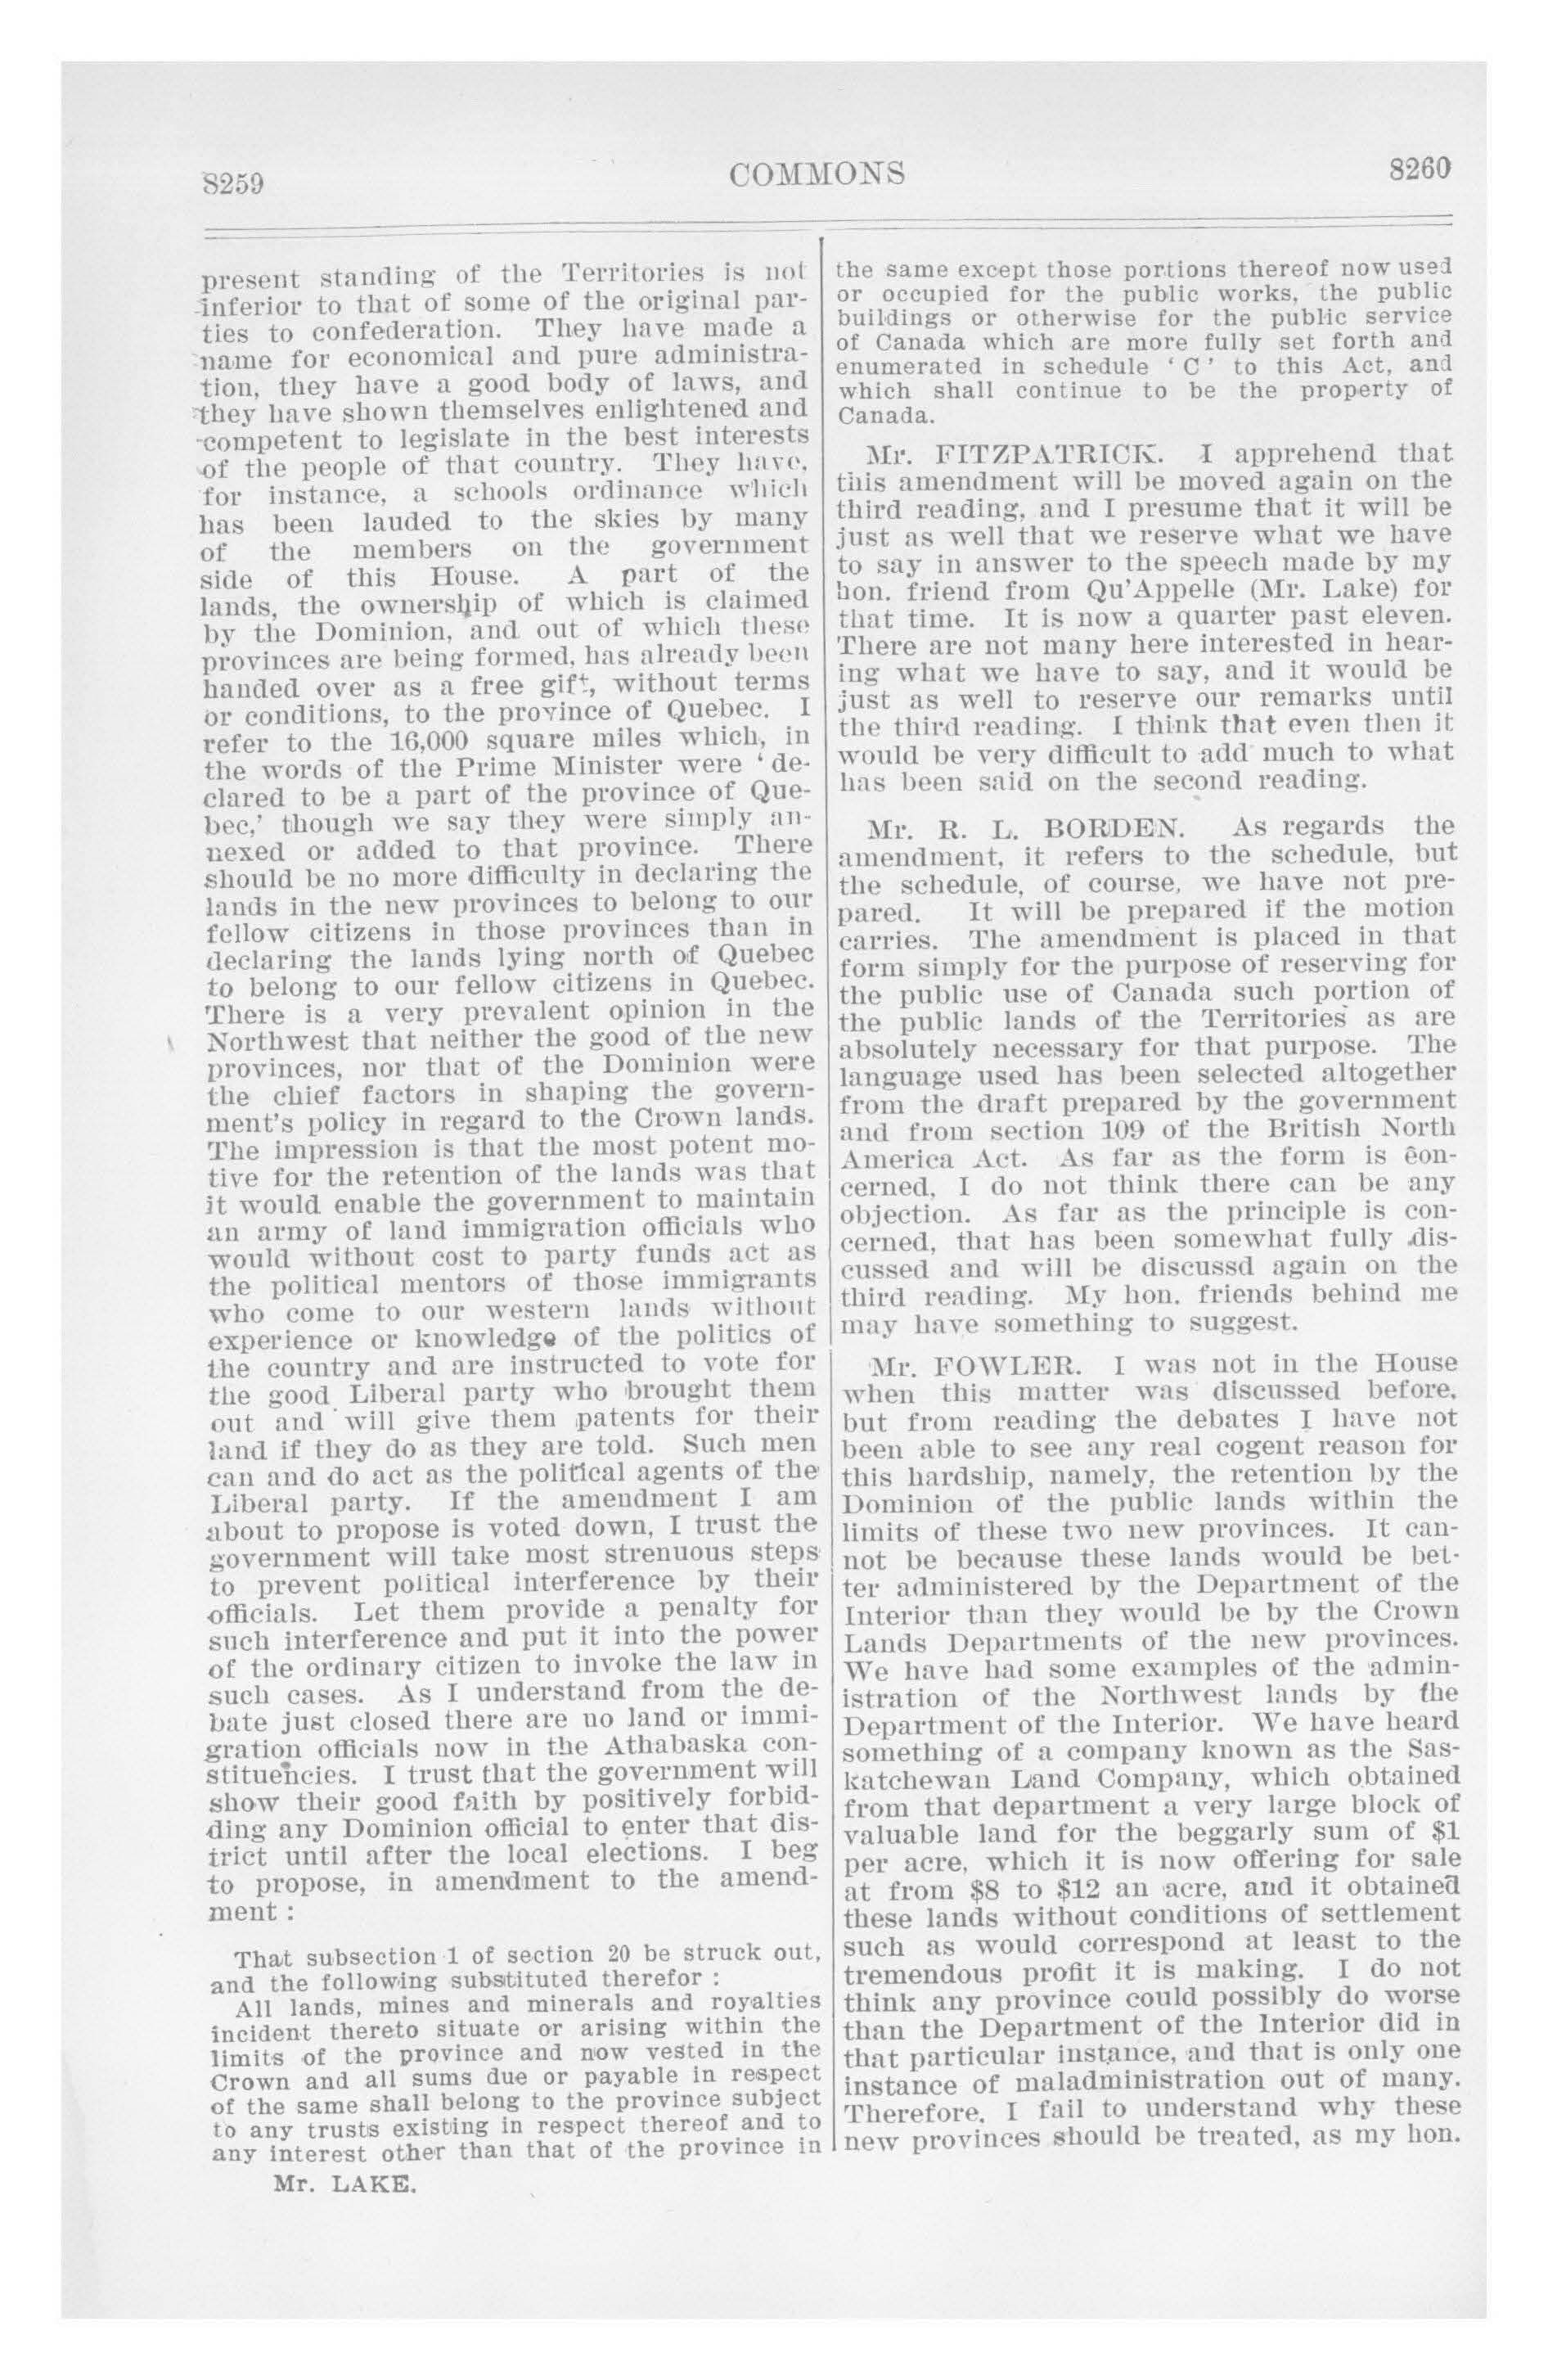 8259
COMMONS
8260
present standing of the Territories is not
inferior to that of some of the original par-
ties to confederation. They have made a
name for economical and pure administra-
tion, they have a good body of laws, and
they have shown themselves enlightened and
competent to legislate in the best interests
of the people of that country. They have,
for instance, a schools ordinance which
has been lauded to the skies by many
of the members on the government
side of this House. A part of the
lands, the ownership of which is claimed
by the Dominion, and out of which these
provinces are being formed, has already been
handed over as a free gift, without terms
or conditions, to the province of Quebec. I
refer to the 16,000 square miles which, in
the words of the Prime Minister were ‘ de-
clared to be a part of the province of Que-
bec,’ though we say they were simply an-
nexed or added to that province. There
should be no more difficulty in declaring the
lands in the new provinces to belong to our
fellow citizens in those provinces than in
declaring the lands lying north of Quebec
to belong to our fellow citizens in Quebec.
There is a very prevalent opinion in the
Northwest that neither the good of the new
provinces, nor that of the Dominion were
the chief factors in shaping the govern-
ment's policy in regard to the Crown lands.
The impression is that the most potent mo-
tive for the retention of the lands was that
it would enable the government to maintain
an army of land immigration officials who
would without cost to party funds act as
the political mentors of those immigrants
who come to our western lands without
experience or knowledge of the politics of
the country and are instructed to vote for
the good Liberal party who brought them
out and will give them patents for their
land if they do as they are told. Such men
can and do act as the political agents of the
Liberal party. If the amendment I am
about to propose is voted down, I trust the
government will take most strenuous steps
to prevent political interference by their
officials. Let them provide a penalty for
such interference and put it into the power
of the ordinary citizen to invoke the law in
such cases. As I understand from the de-
bate just closed there are no land or immi-
gration officials now in the Athabaska con-
stituencies. I trust that the government will
show their good faith by positively forbid-
ding any Dominion official to enter that dis-
trict until after the local elections. I beg
to propose, in amendment to the amend-
ment :
That subsection 1 of section 20 be struck out,
and the following substituted therefor :
All lands, mines and minerals and royalties
incident thereto situate or arising within the
limits of the province and now vested in the
Crown and all sums due or payable in respect
of the same shall belong to the province subject
to any trusts existing in respect thereof and to
any interest other than that of the province in
Mr. LAKE.
the same except those portions thereof now used
or occupied for the public works, the public
buildings or otherwise for the public service
of Canada which are more fully set forth and
enumerated in schedule ‘ C ’ to this Act, and
which shall continue to be the property of
Canada.
Mr. FITZPATRICK. I apprehend that
this amendment will be moved again on the
third reading, and I presume that it will be
just as well that we reserve what we have
to say in answer to the speech made by my
hon. friend from Qu'Appelle (Mr. Lake) for
that time. It is now a quarter past eleven.
There are not many here interested in hear-
ing what we have to say, and it would be
just as well to reserve our remarks until
the third reading. I think that even then it
would be very difficult to add much to what
has been said on the second reading.
Mr. R. L. BORDEN. As regards the
amendment, it refers to the schedule, but
the schedule, of course, we have not pre-
pared. It will be prepared if the motion
carries. The amendment is placed in that
form simply for the purpose of reserving for
the public use of Canada such portion of
the public lands of the Territories as are
absolutely necessary for that purpose. The
language used has been selected altogether
from the draft prepared by the government
and from section 109 of the British North
America Act. As far as the form is con-
cerned, I do not think there can be any
objection. As far as the principle is con-
cerned, that has been somewhat fully dis-
cussed and will be discussd again on the
third reading. My hon. friends behind me
may have something to suggest.
Mr. FOWLER. I was not in the House
when this matter was discussed before,
but from reading the debates I have not
been able to see any real cogent reason for
this hardship, namely, the retention by the
Dominion of the public lands within the
limits of these two new provinces. It can-
not be because these lands would be bet-
ter administered by the Department of the
Interior than they would be by the Crown
Lands Departments of the new provinces.
We have had some examples of the admin-
istration of the Northwest lands by the
Department of the Interior. We have heard
something of a company known as the Sas-
katchewan Land Company, which obtained
from that department a very large block of
valuable land for the beggarly sum of $1
per acre, which it is now offering for sale
at from $8 to $12 an acre, and it obtained
these lands without conditions of settlement
such as would correspond at least to the
tremendous profit it is making. I do not
think any province could possibly do worse
than the Department of the Interior did in
that particular instance, and that is only one
instance of maladministration out of many.
Therefore, I fail to understand why these
new provinces should be treated, as my hon.